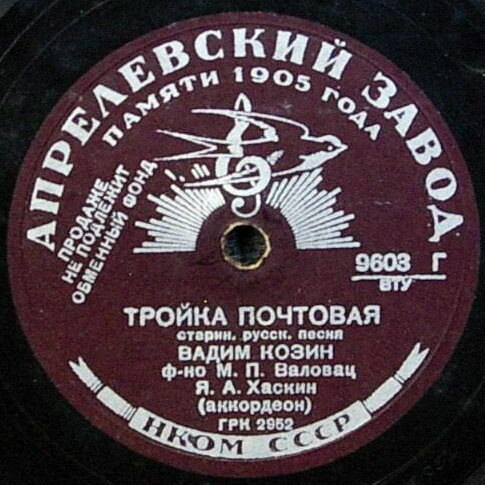 АПРЕЛЕВСКИЙ ЗАВОД
ПАМЯТИ 1905 ГОДА
ПРОДАЖЕ
НЕ ПОДЛЕЖИТ
ОБМЕННЫЙ ФОНД
9603 Г
ВТУ
ТРОЙКА ПОЧТОВАЯ
старин. русск. песня
ВАДИМ КОЗИН
ф-но М. П. Валовац
Я. А. Хаскин
(аккордеон)
ГРК 2952
НКОМ СССР